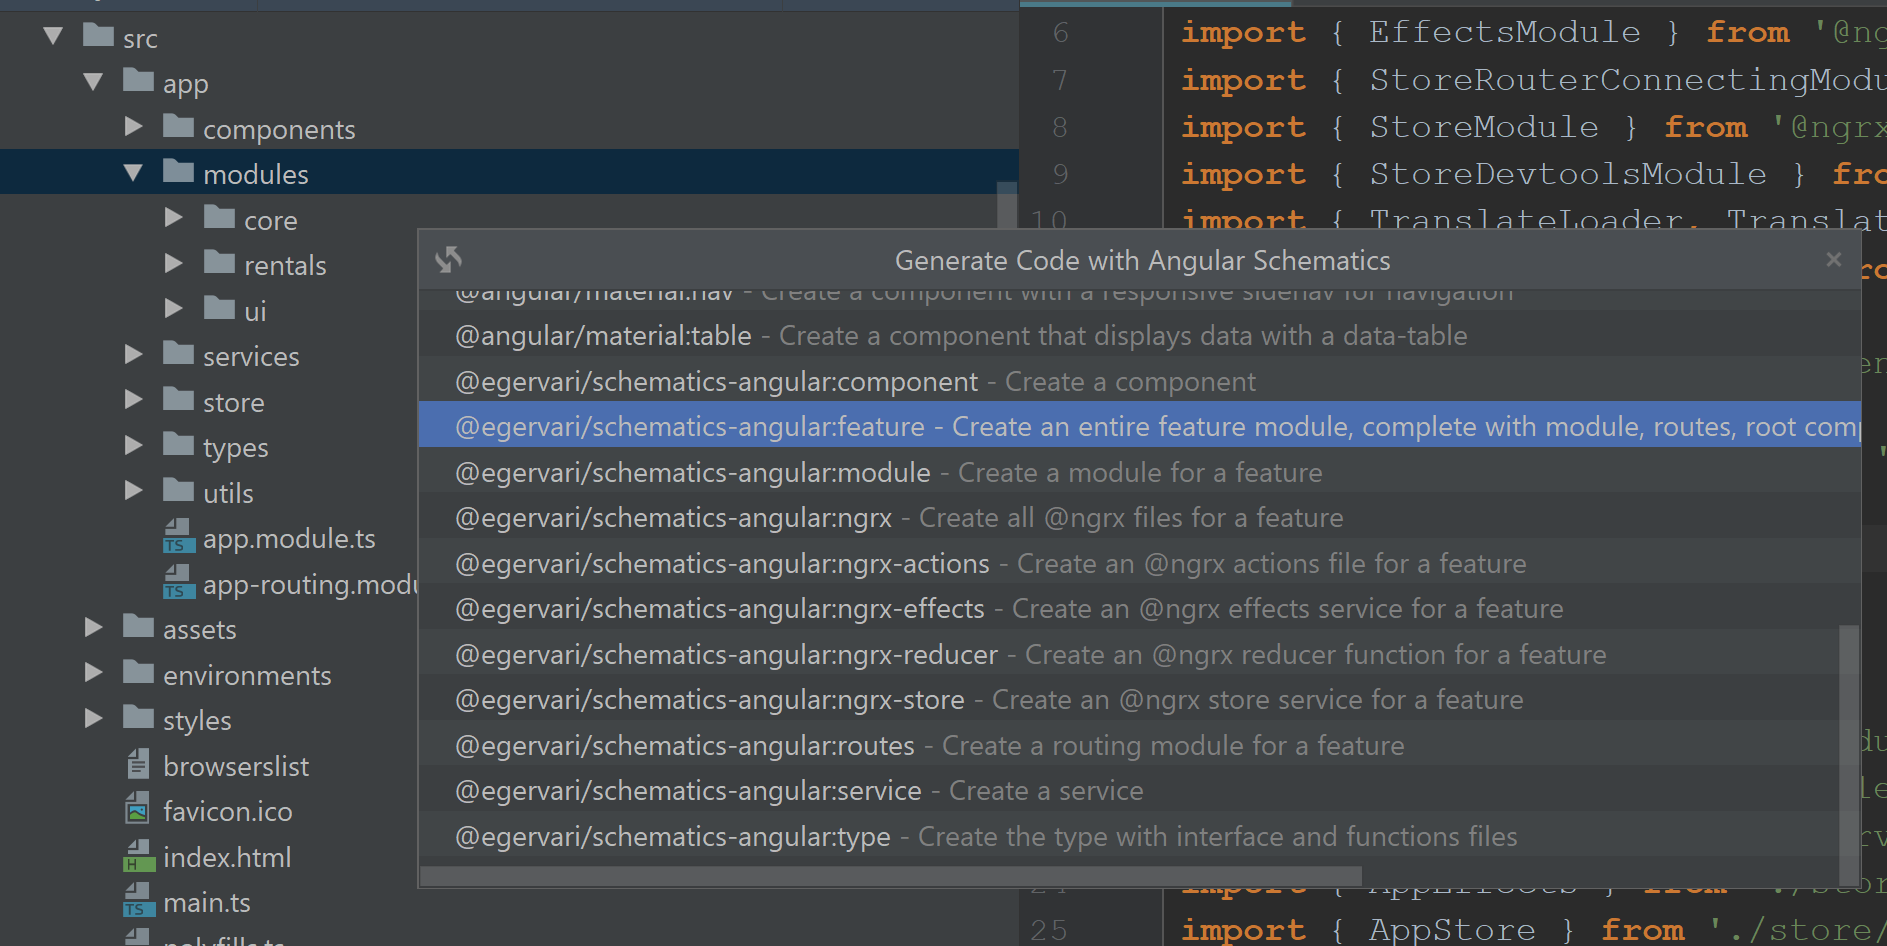 src
app
components
modules
core
rentals
ui
services
store
types
utils
TS app.module.ts
TS app-routing.modu
assets
environments
styles
browserslist
favicon.ico
H index.html
TS main.ts
polyfills.ts
6 import { EffectsModule } from '@ng
7 import { StoreRouterConnectingModu
8 import { StoreModule } from '@ngrx
9 import { StoreDevtoolsModule } fro
10 import { TranslateLoader, Translat
Generate Code with Angular Schematics
@angular/material:nav - Create a component with a responsive sidenav for navigation
@angular/material:table - Create a component that displays data with a data-table
@egervari/schematics-angular:component - Create a component
@egervari/schematics-angular:feature - Create an entire feature module, complete with module, routes, root comp
@egervari/schematics-angular:module - Create a module for a feature
@egervari/schematics-angular:ngrx - Create all @ngrx files for a feature
@egervari/schematics-angular:ngrx-actions - Create an @ngrx actions file for a feature
@egervari/schematics-angular:ngrx-effects - Create an @ngrx effects service for a feature
@egervari/schematics-angular:ngrx-reducer - Create an @ngrx reducer function for a feature
@egervari/schematics-angular:ngrx-store - Create an @ngrx store service for a feature
@egervari/schematics-angular:routes - Create a routing module for a feature
@egervari/schematics-angular:service - Create a service
@egervari/schematics-angular:type - Create the type with interface and functions files
24 import { AppEffects } from './stor
25 import { AppStore } from './store/